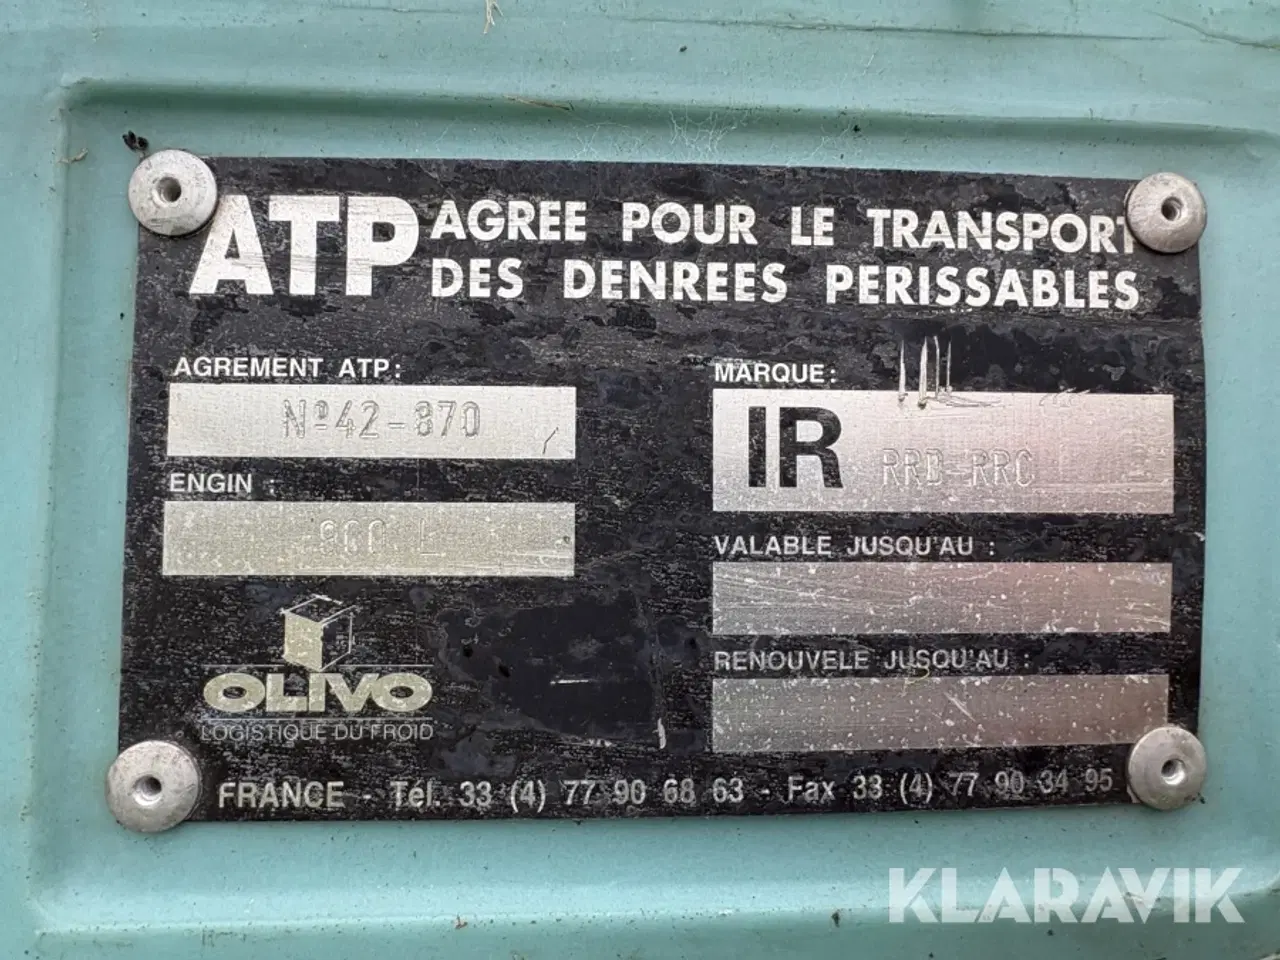 ATP AGREE POUR LE TRANSPORT
DES DENREES PERISSABLES
AGREMENT ATP:
Nº42-870
ENGIN :
800 L
MARQUE:
IR RRD-RRC
VALABLE JUSQU'AU :
RENOUVELE JUSQU'AU :
OLIVO
LOGISTIQUE DU FROID
FRANCE - Tél. 33 (4) 77 90 68 63 - Fax 33 (4) 77 90 34 95
KLARAVIK